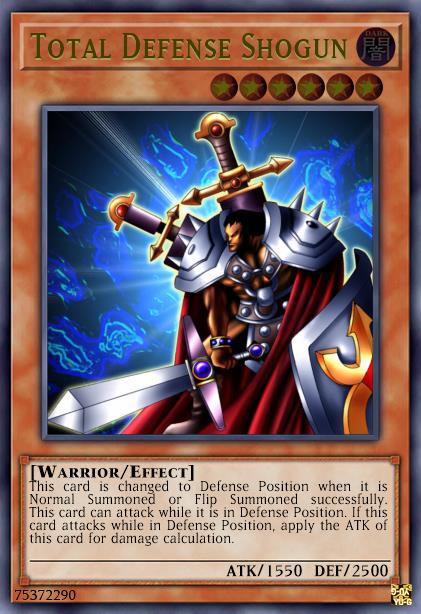 Total Defense Shogun
DARK
闇
[Warrior/Effect]
This card is changed to Defense Position when it is
Normal Summoned or Flip Summoned successfully.
This card can attack while it is in Defense Position. If this
card attacks while in Defense Position, apply the ATK of
this card for damage calculation.
ATK/1550 DEF/2500
75372290